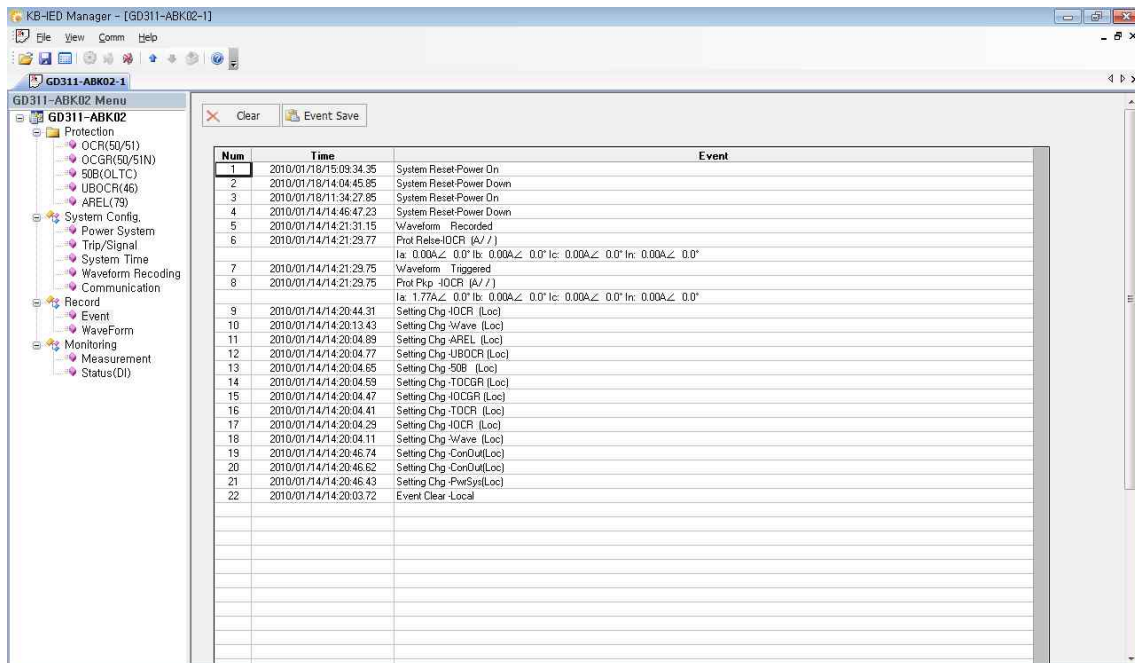 KB-IED Manager - [GD311-ABK02-1]
File View Comm Help
GD311-ABK02-1
GD311-ABK02 Menu
GD311-ABK02
Protection
OCR(50/51)
OCGR(50/51N)
50B(OLTC)
UBOCR(46)
AREL(79)
System Config,
Power System
Trip/Signal
System Time
Waveform Recoding
Communication
Record
Event
WaveForm
Monitoring
Measurement
Status(DI)
Clear Event Save
Num Time Event
1 2010/01/18/15:09:34.35 System Reset-Power On
2 2010/01/18/14:04:45.85 System Reset-Power Down
3 2010/01/18/11:34:27.85 System Reset-Power On
4 2010/01/14/14:46:47.23 System Reset-Power Down
5 2010/01/14/14:21:31.15 Waveform Recorded
6 2010/01/14/14:21:29.77 Prot Relse-IOCR (A/ / )
Ia: 0.00A∠ 0.0° Ib: 0.00A∠ 0.0° Ic: 0.00A∠ 0.0° In: 0.00A∠ 0.0°
7 2010/01/14/14:21:29.75 Waveform Triggered
8 2010/01/14/14:21:29.75 Prot Pkp -IOCR (A/ / )
Ia: 1.77A∠ 0.0° Ib: 0.00A∠ 0.0° Ic: 0.00A∠ 0.0° In: 0.00A∠ 0.0°
9 2010/01/14/14:20:44.31 Setting Chg -IOCR (Loc)
10 2010/01/14/14:20:13.43 Setting Chg -Wave (Loc)
11 2010/01/14/14:20:04.89 Setting Chg -AREL (Loc)
12 2010/01/14/14:20:04.77 Setting Chg -UBOCR (Loc)
13 2010/01/14/14:20:04.65 Setting Chg -50B (Loc)
14 2010/01/14/14:20:04.59 Setting Chg -TOCGR (Loc)
15 2010/01/14/14:20:04.47 Setting Chg -IOCGR (Loc)
16 2010/01/14/14:20:04.41 Setting Chg -TOCR (Loc)
17 2010/01/14/14:20:04.29 Setting Chg -IOCR (Loc)
18 2010/01/14/14:20:04.11 Setting Chg -Wave (Loc)
19 2010/01/14/14:20:46.74 Setting Chg -ConOut(Loc)
20 2010/01/14/14:20:46.62 Setting Chg -ConOut(Loc)
21 2010/01/14/14:20:46.43 Setting Chg -PwrSys(Loc)
22 2010/01/14/14:20:03.72 Event Clear -Local